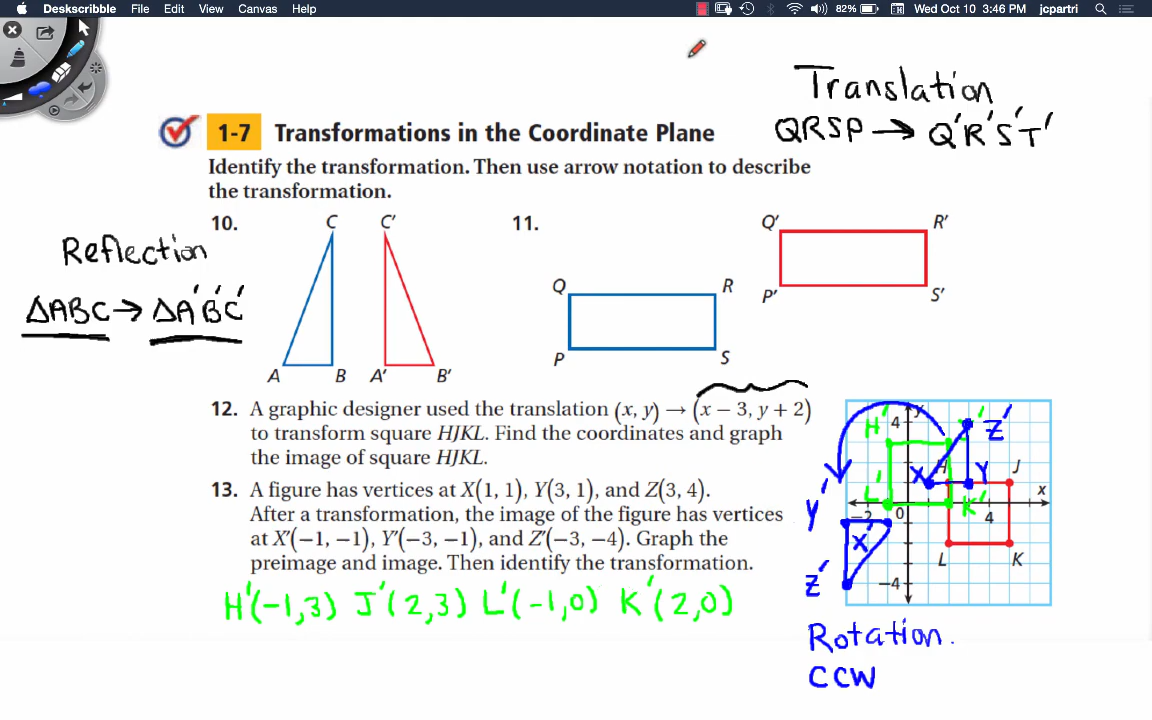 Deskscribble File Edit View Canvas Help 82% Wed Oct 10 3:46 PM jcpartri
Translation
QRSP → Q'R'S'T'
1-7 Transformations in the Coordinate Plane
Identify the transformation. Then use arrow notation to describe
the transformation.
Reflection
△ABC → △A'B'C'
10.
C C'
A B A' B'
11.
Q R
P S
Q' R'
P' S'
12. A graphic designer used the translation (x, y) → (x − 3, y + 2)
to transform square HJKL. Find the coordinates and graph
the image of square HJKL.
13. A figure has vertices at X(1, 1), Y(3, 1), and Z(3, 4).
After a transformation, the image of the figure has vertices
at X'(−1, −1), Y'(−3, −1), and Z'(−3, −4). Graph the
preimage and image. Then identify the transformation.
H'(-1,3) J'(2,3) L'(-1,0) K'(2,0)
H' 4 y Z'
X H Y J
L' K' x
Y' −2 0 4
X'
L K
Z' −4
Rotation.
CCW